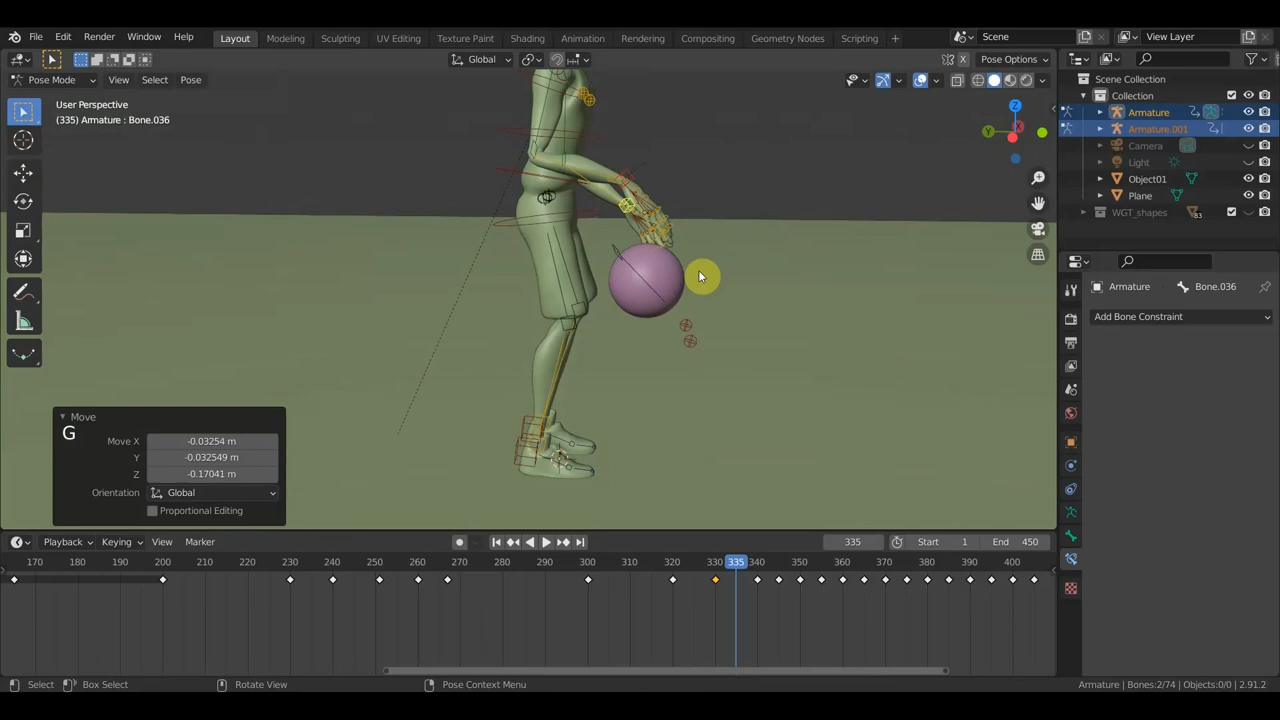 File Edit Render Window Help Layout Modeling Sculpting UV Editing Texture Paint Shading Animation Rendering Compositing Geometry Nodes Scripting + Scene View Layer
Global Pose Options
Pose Mode View Select Pose
User Perspective
(335) Armature : Bone.036
Z
Y
X
Scene Collection
Collection
Armature
Armature.001
Camera
Light
Object01
Plane
WGT_shapes 83
Armature Bone.036
Add Bone Constraint
Move
G
Move X -0.03254 m
Y -0.032549 m
Z -0.17041 m
Orientation Global
Proportional Editing
Playback Keying View Marker 335 Start 1 End 450
170 180 190 200 210 220 230 240 250 260 270 280 290 300 310 320 330 335 340 350 360 370 380 390 400
Select Box Select Rotate View Pose Context Menu Armature | Bones:2/74 | Objects:0/0 | 2.91.2